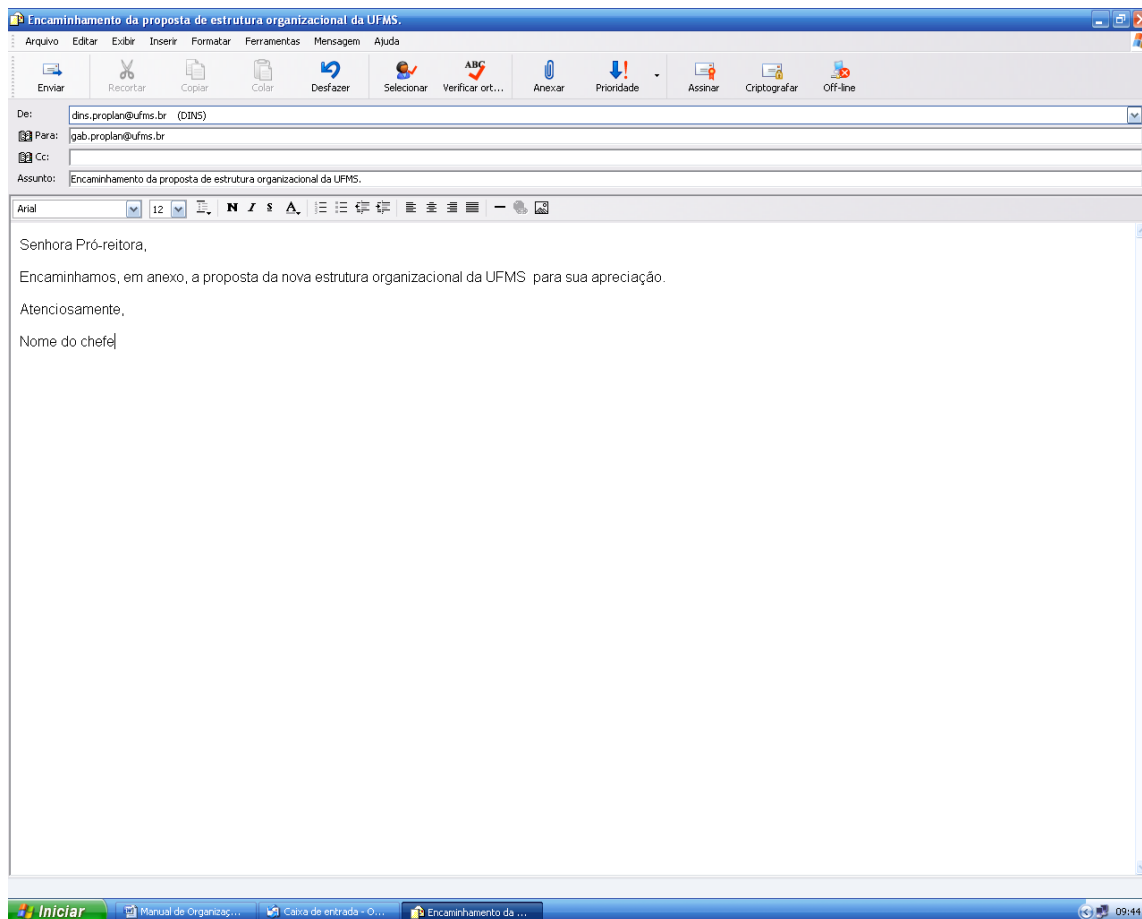 Encaminhamento da proposta de estrutura organizacional da UFMS.
Arquivo Editar Exibir Inserir Formatar Ferramentas Mensagem Ajuda
ABC
Enviar Recortar Copiar Colar Desfazer Selecionar Verificar ort... Anexar Prioridade Assinar Criptografar Off-line
De: dins.proplan@ufms.br (DINS)
Para: gab.proplan@ufms.br
Cc:
Assunto: Encaminhamento da proposta de estrutura organizacional da UFMS.
Arial 12 N I S A
Senhora Pró-reitora,
Encaminhamos, em anexo, a proposta da nova estrutura organizacional da UFMS para sua apreciação.
Atenciosamente,
Nome do chefe
Iniciar Manual de Organizaç... Caixa de entrada - O... Encaminhamento da ... 09:44